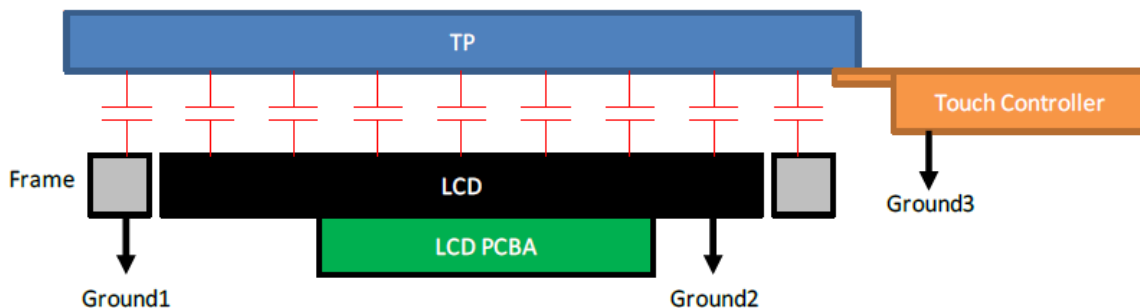 TP
Touch Controller
Frame
LCD
Ground3
LCD PCBA
Ground1
Ground2